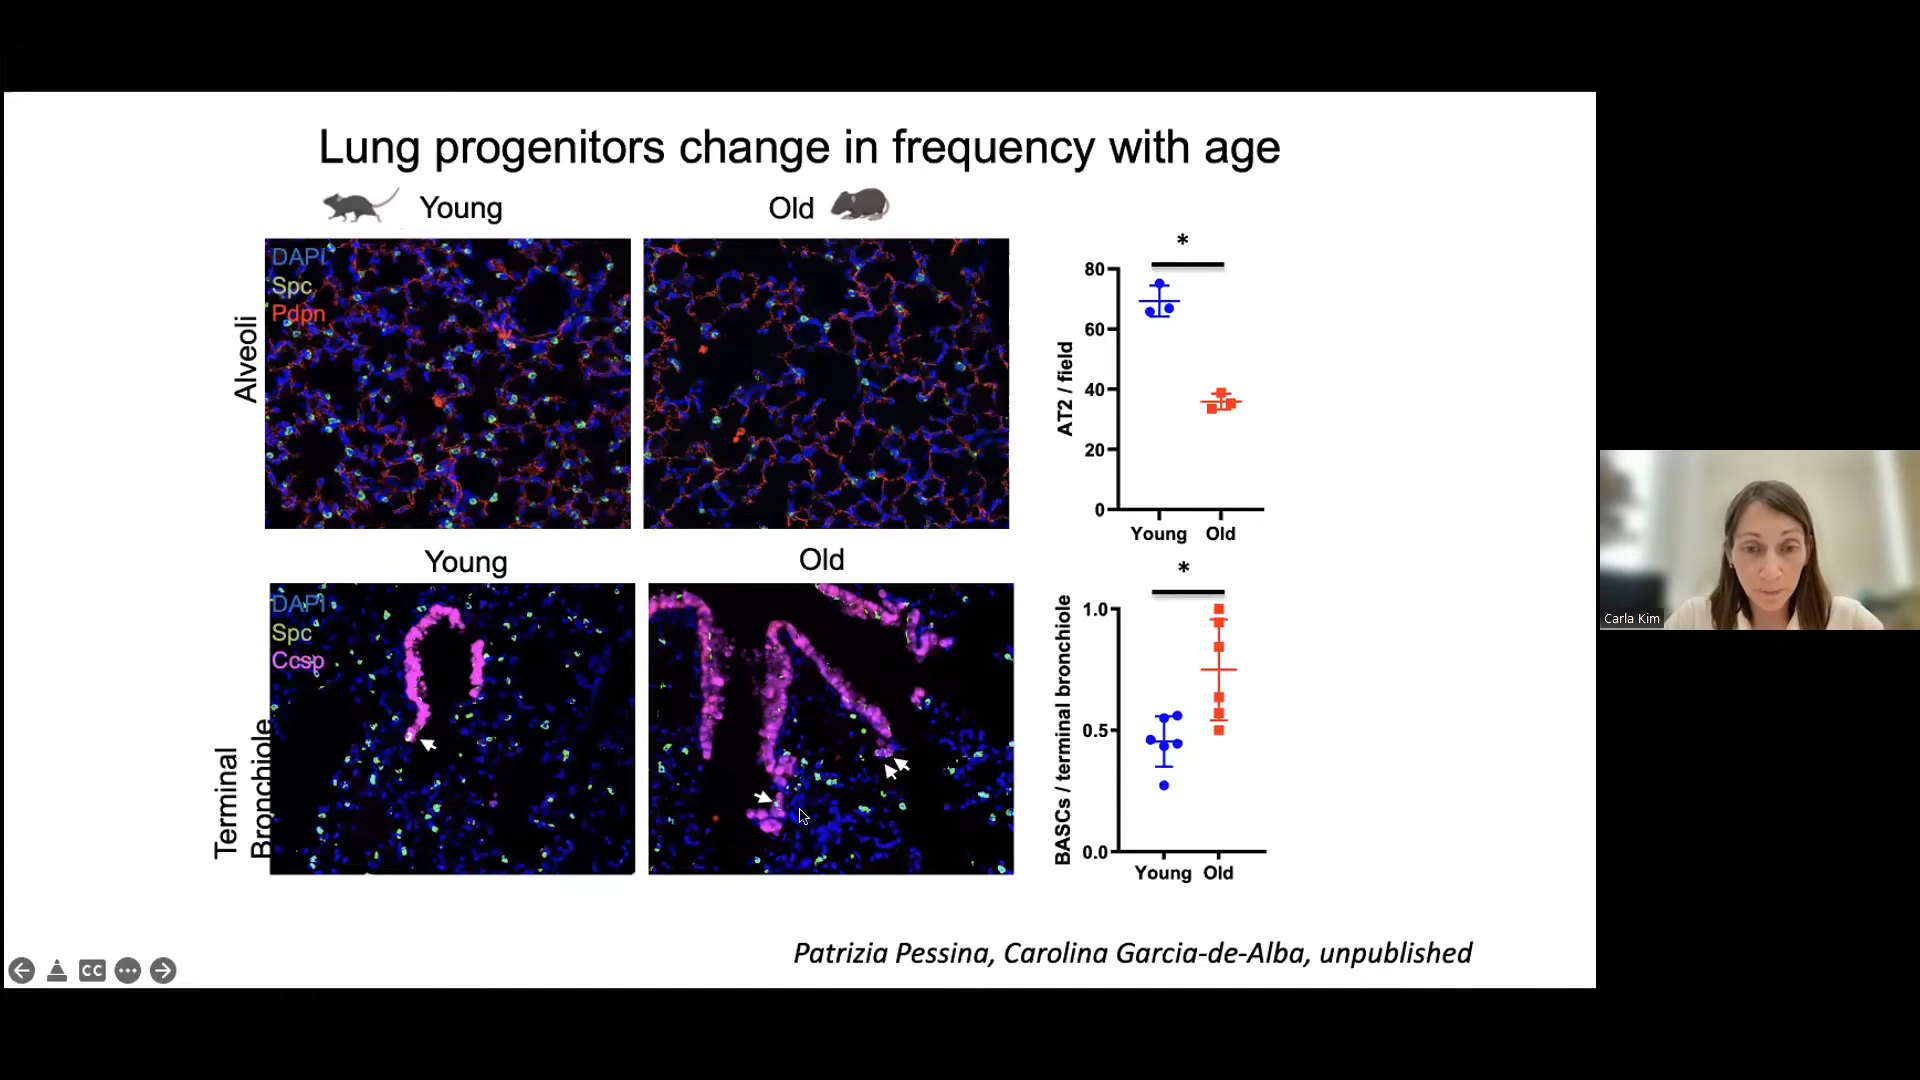 Lung progenitors change in frequency with age
Young
Old
DAPI
Spc
Pdpn
Alveoli
*
80
60
40
20
0
AT2 / field
Young Old
Young
Old
DAPI
Spc
Ccsp
Terminal
Bronchiole
*
1.0
0.5
0.0
BASCs / terminal bronchiole
Young Old
Patrizia Pessina, Carolina Garcia-de-Alba, unpublished
CC
Carla Kim